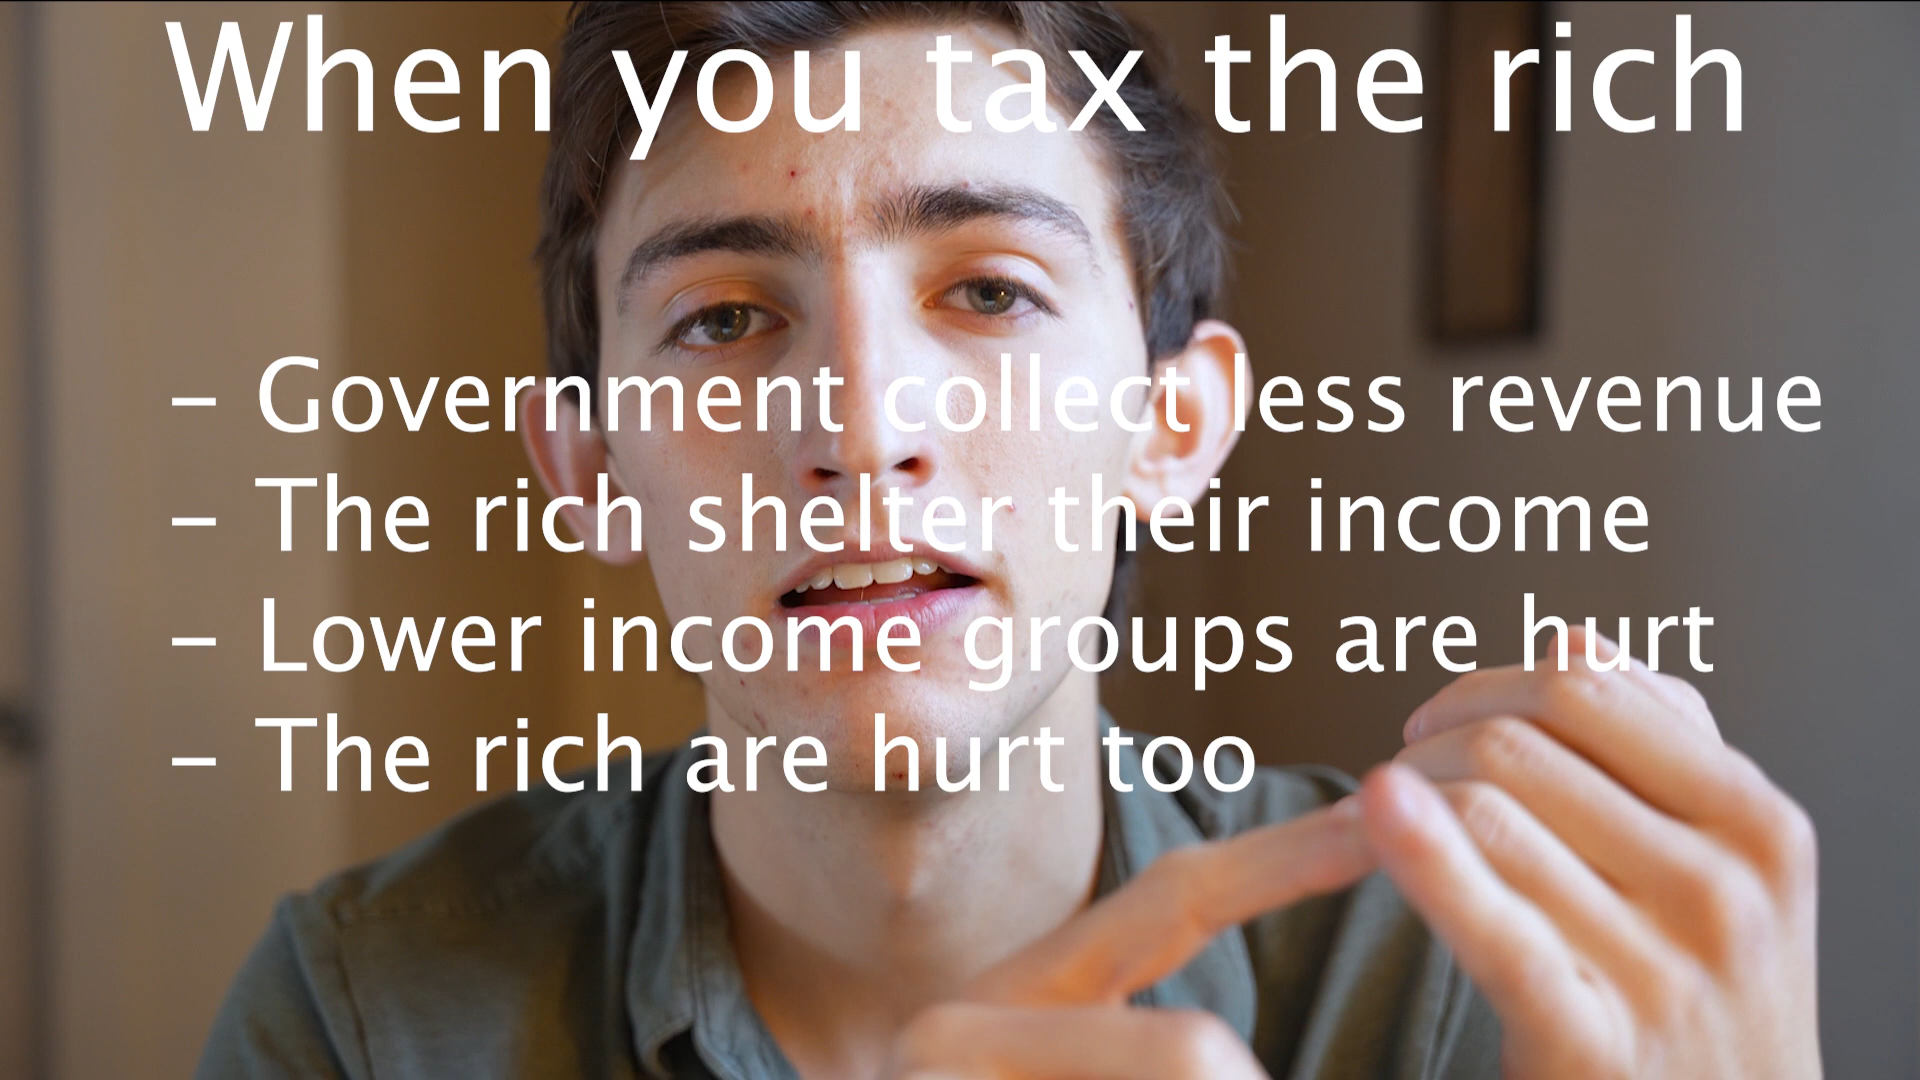 When you tax the rich
– Government collect less revenue
– The rich shelter their income
– Lower income groups are hurt
– The rich are hurt too